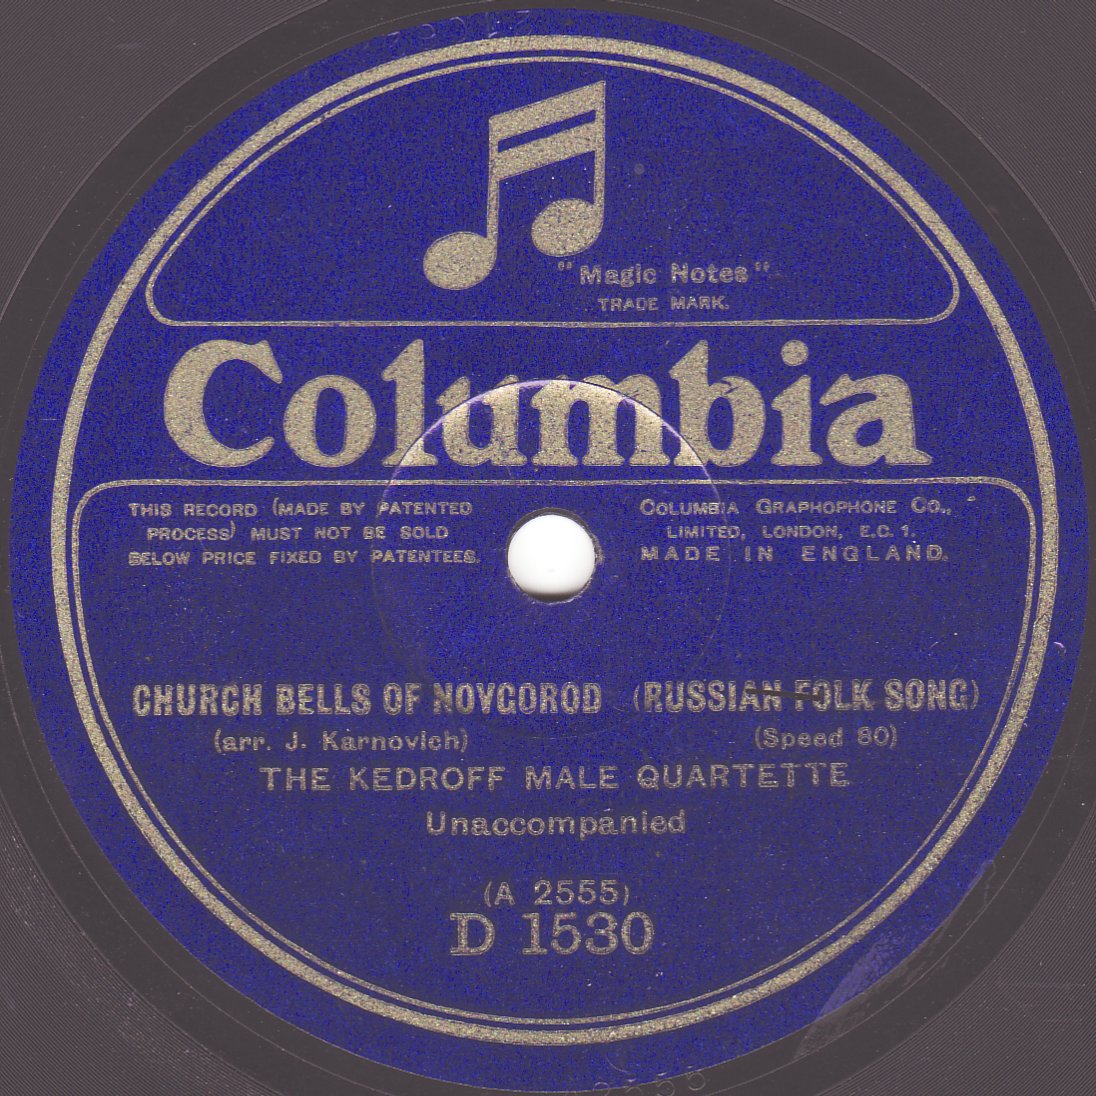 "Magic Notes"
TRADE MARK.
Columbia
THIS RECORD (MADE BY PATENTED
PROCESS) MUST NOT BE SOLD
BELOW PRICE FIXED BY PATENTEES.
COLUMBIA GRAPHOPHONE CO.,
LIMITED, LONDON, E.C.1.
MADE IN ENGLAND.
CHURCH BELLS OF NOVGOROD (RUSSIAN FOLK SONG)
(arr. J. Karnovich) (Speed 80)
THE KEDROFF MALE QUARTETTE
Unaccompanied
(A 2555)
D 1530